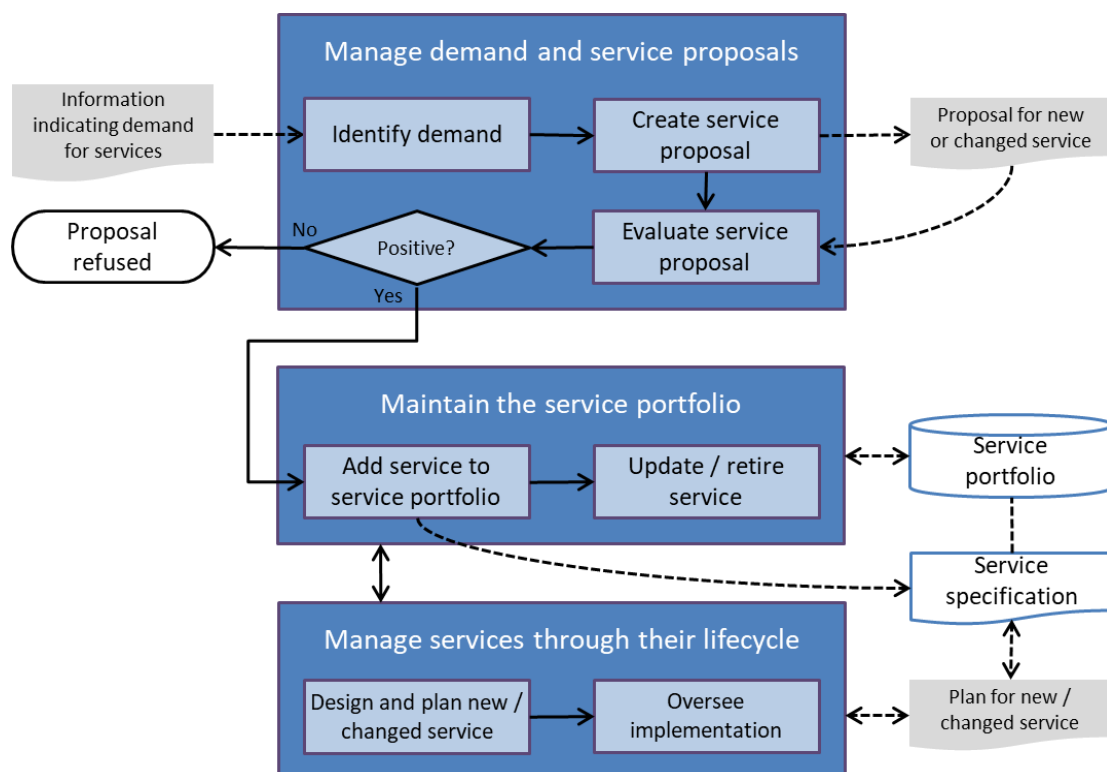 Manage demand and service proposals
Information
indicating demand
for services
Identify demand
Create service
proposal
Proposal for new
or changed service
Proposal
refused
No
Positive?
Evaluate service
proposal
Yes
Maintain the service portfolio
Add service to
service portfolio
Update / retire
service
Service
portfolio
Service
specification
Manage services through their lifecycle
Design and plan new /
changed service
Oversee
implementation
Plan for new /
changed service